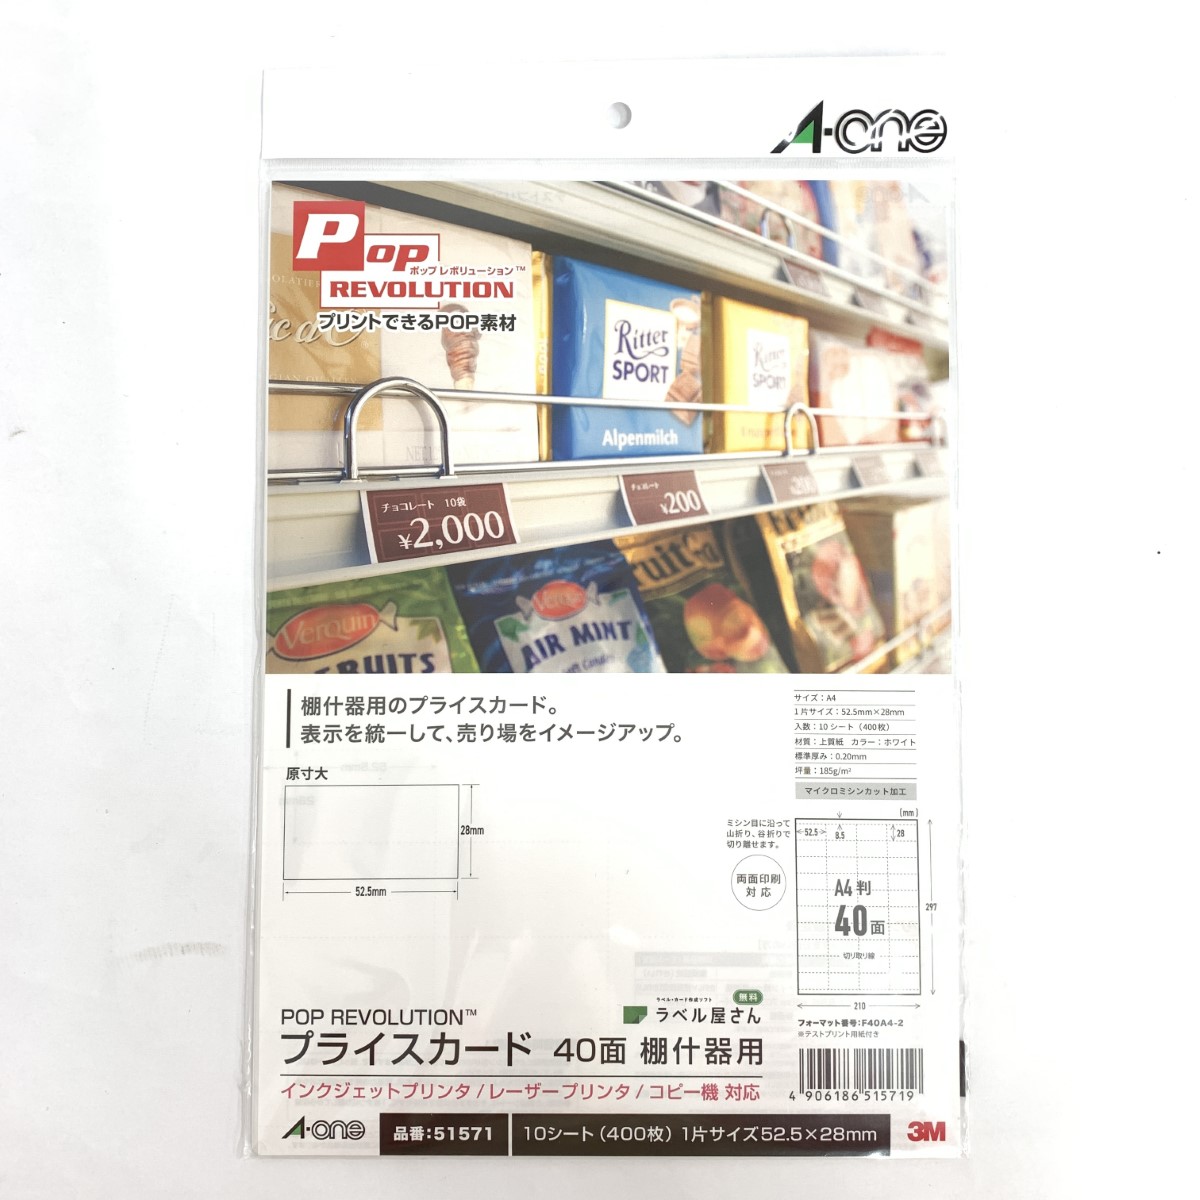 A-one
Pop
ポップ レボリューション™
REVOLUTION
プリントできるPOP素材
Ritter
SPORT
Alpenmilch
Ritter
SPORT
チョコレート 10袋
¥2,000
チョコレート
¥200
Verquin
FRUITS
Verquin
AIR MINT
棚什器用のプライスカード。
表示を統一して、売り場をイメージアップ。
サイズ：A4
1片サイズ：52.5mm×28mm
入数：10シート（400枚）
材質：上質紙 カラー：ホワイト
標準厚み：0.20mm
坪量：185g/m²
マイクロミシンカット加工
原寸大
28mm
52.5mm
ミシン目に沿って
山折り、谷折りで
切り離せます。
両面印刷
対応
(mm)
52.5
8.5
28
A4判
40面
切り取り線
297
210
フォーマット番号：F40A4-2
※テストプリント用紙付き
ラベル・カード作成ソフト 無料
ラベル屋さん
POP REVOLUTION™
プライスカード 40面 棚什器用
インクジェットプリンタ/レーザープリンタ/コピー機 対応
4 906186 515719
A-one
品番：51571
10シート（400枚）1片サイズ52.5×28mm
3M